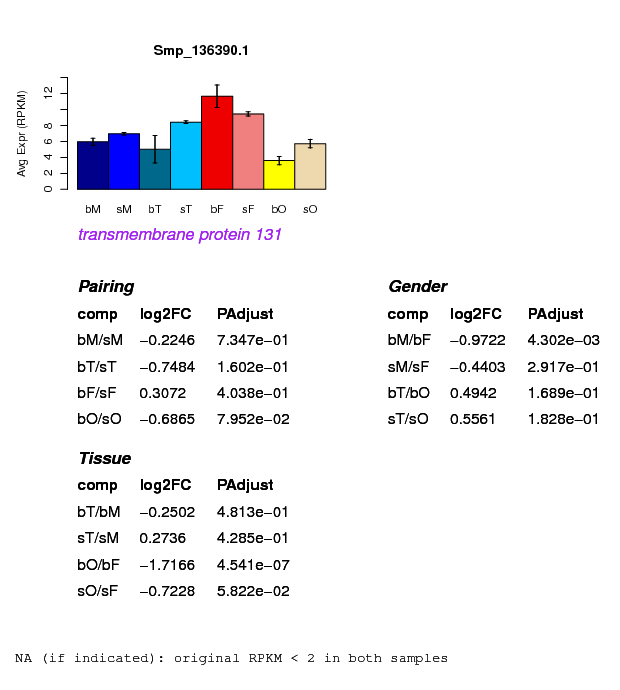 Smp_136390.1
Avg Expr (RPKM)
0 2 4 6 8 12
bM sM bT sT bF sF bO sO
transmembrane protein 131
Pairing
comp log2FC PAdjust
bM/sM −0.2246 7.347e−01
bT/sT −0.7484 1.602e−01
bF/sF 0.3072 4.038e−01
bO/sO −0.6865 7.952e−02
Gender
comp log2FC PAdjust
bM/bF −0.9722 4.302e−03
sM/sF −0.4403 2.917e−01
bT/bO 0.4942 1.689e−01
sT/sO 0.5561 1.828e−01
Tissue
comp log2FC PAdjust
bT/bM −0.2502 4.813e−01
sT/sM 0.2736 4.285e−01
bO/bF −1.7166 4.541e−07
sO/sF −0.7228 5.822e−02
NA (if indicated): original RPKM < 2 in both samples